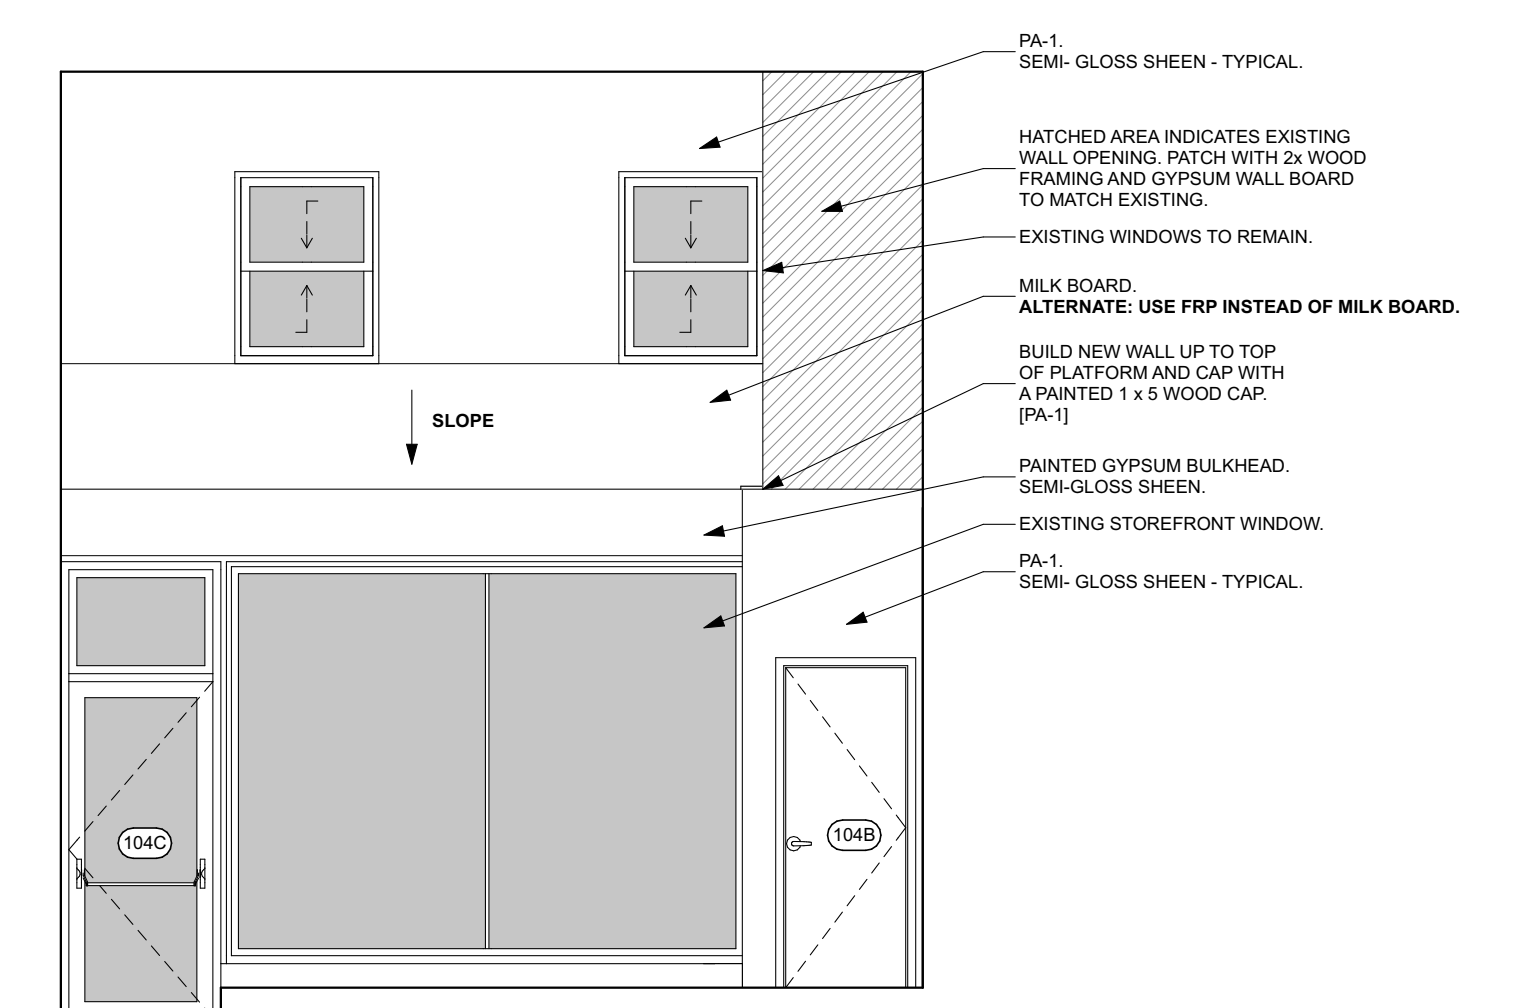 PA-1.
SEMI- GLOSS SHEEN - TYPICAL.
HATCHED AREA INDICATES EXISTING
WALL OPENING. PATCH WITH 2x WOOD
FRAMING AND GYPSUM WALL BOARD
TO MATCH EXISTING.
EXISTING WINDOWS TO REMAIN.
MILK BOARD.
ALTERNATE: USE FRP INSTEAD OF MILK BOARD.
BUILD NEW WALL UP TO TOP
OF PLATFORM AND CAP WITH
A PAINTED 1 x 5 WOOD CAP.
[PA-1]
SLOPE
PAINTED GYPSUM BULKHEAD.
SEMI-GLOSS SHEEN.
EXISTING STOREFRONT WINDOW.
PA-1.
SEMI- GLOSS SHEEN - TYPICAL.
104C
104B